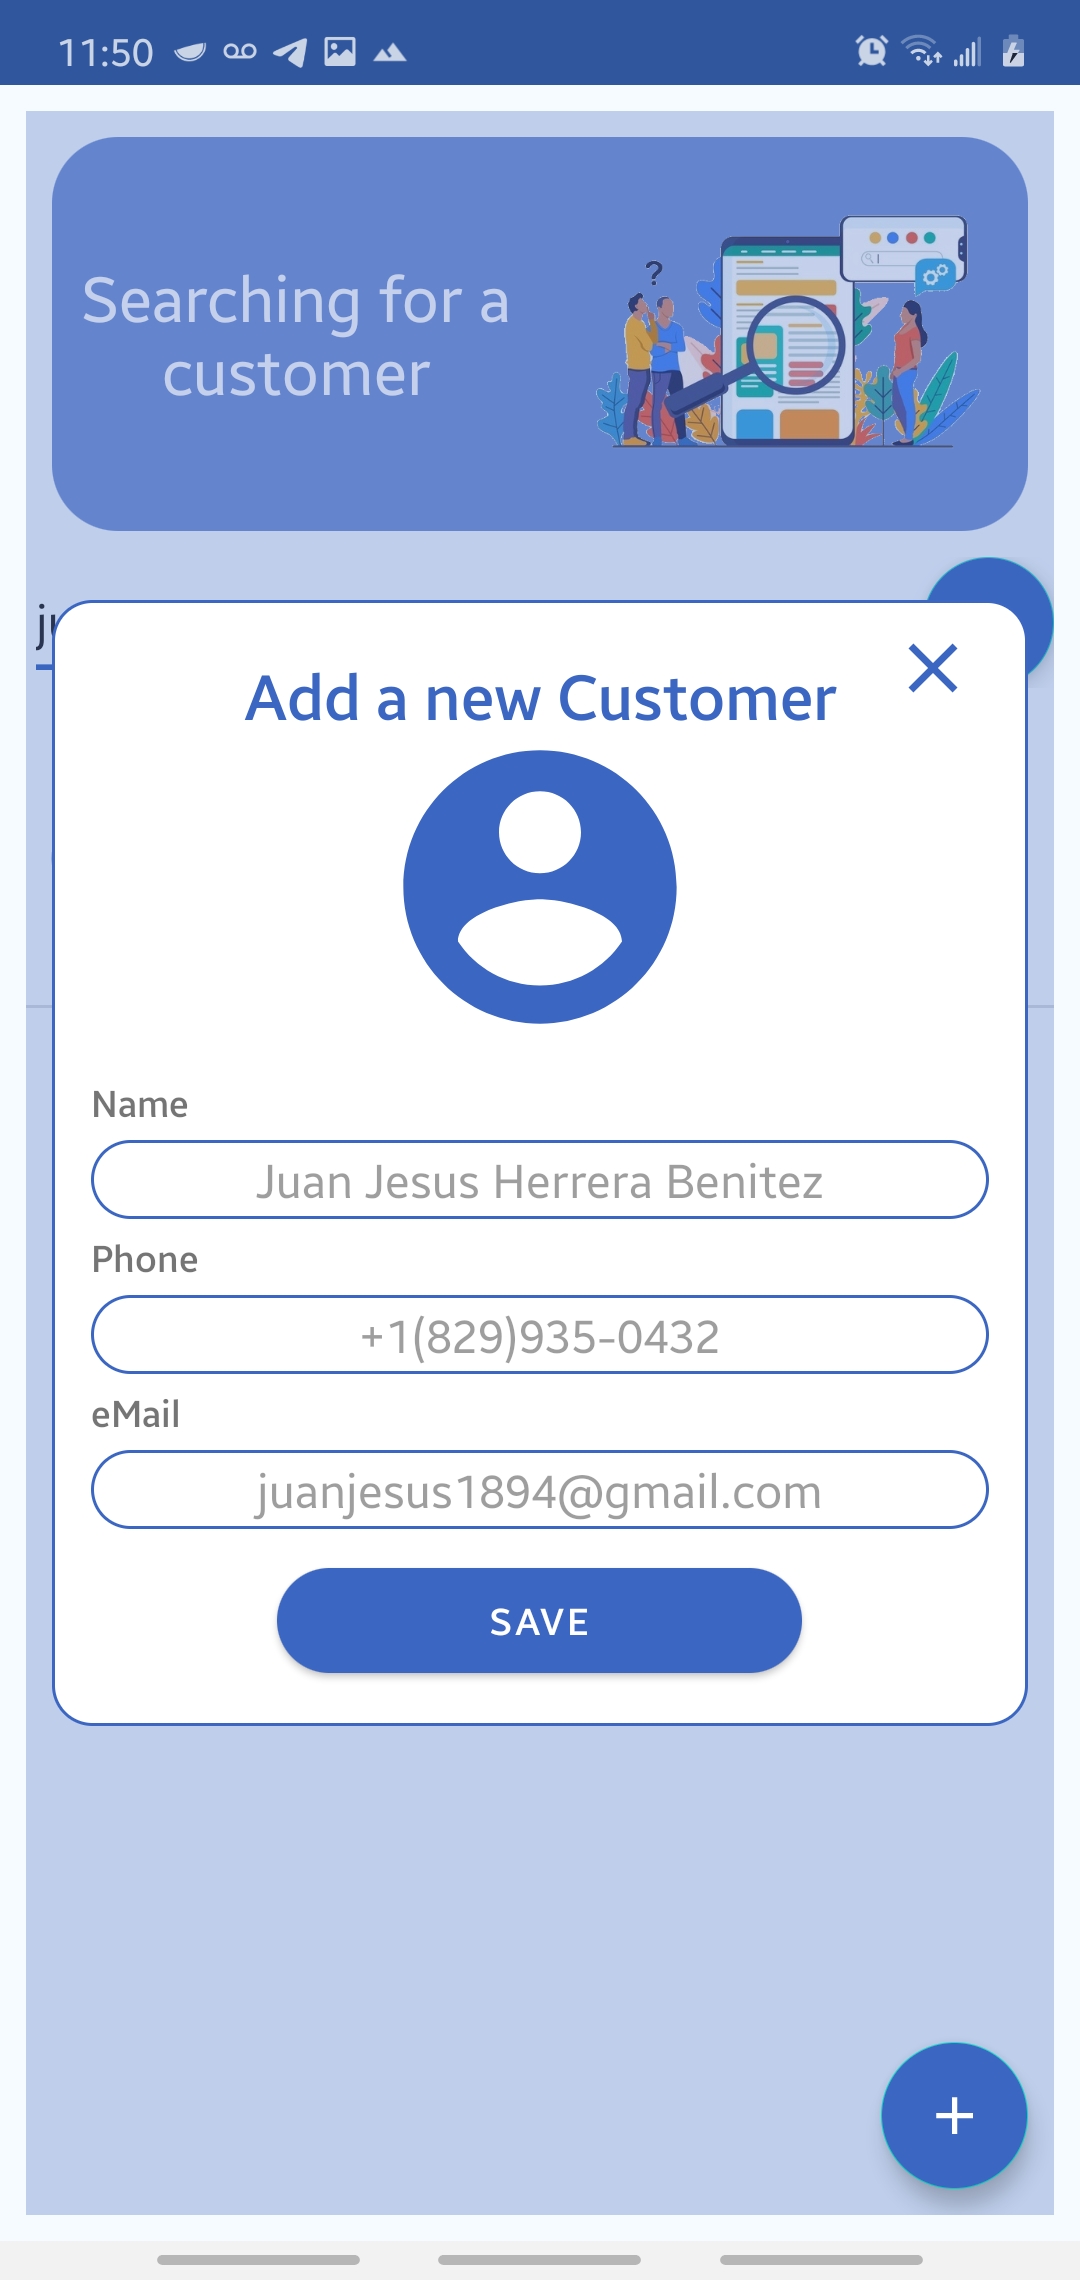 11:50
Searching for a
customer
Add a new Customer
Name
Juan Jesus Herrera Benitez
Phone
+1(829)935-0432
eMail
juanjesus1894@gmail.com
SAVE